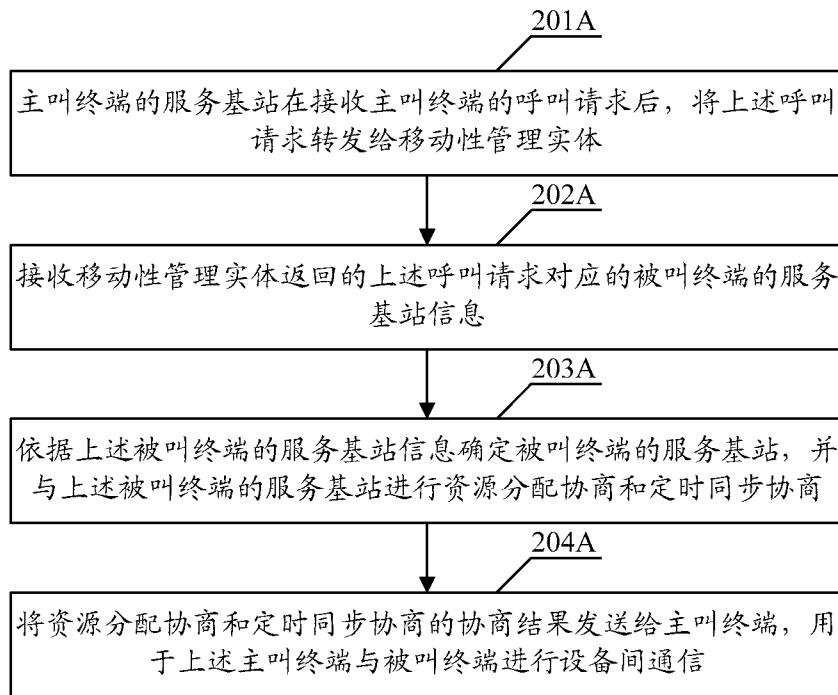 201A
主叫终端的服务基站在接收主叫终端的呼叫请求后，将上述呼叫
请求转发给移动性管理实体
202A
接收移动性管理实体返回的上述呼叫请求对应的被叫终端的服务
基站信息
203A
依据上述被叫终端的服务基站信息确定被叫终端的服务基站，并
与上述被叫终端的服务基站进行资源分配协商和定时同步协商
204A
将资源分配协商和定时同步协商的协商结果发送给主叫终端，用
于上述主叫终端与被叫终端进行设备间通信